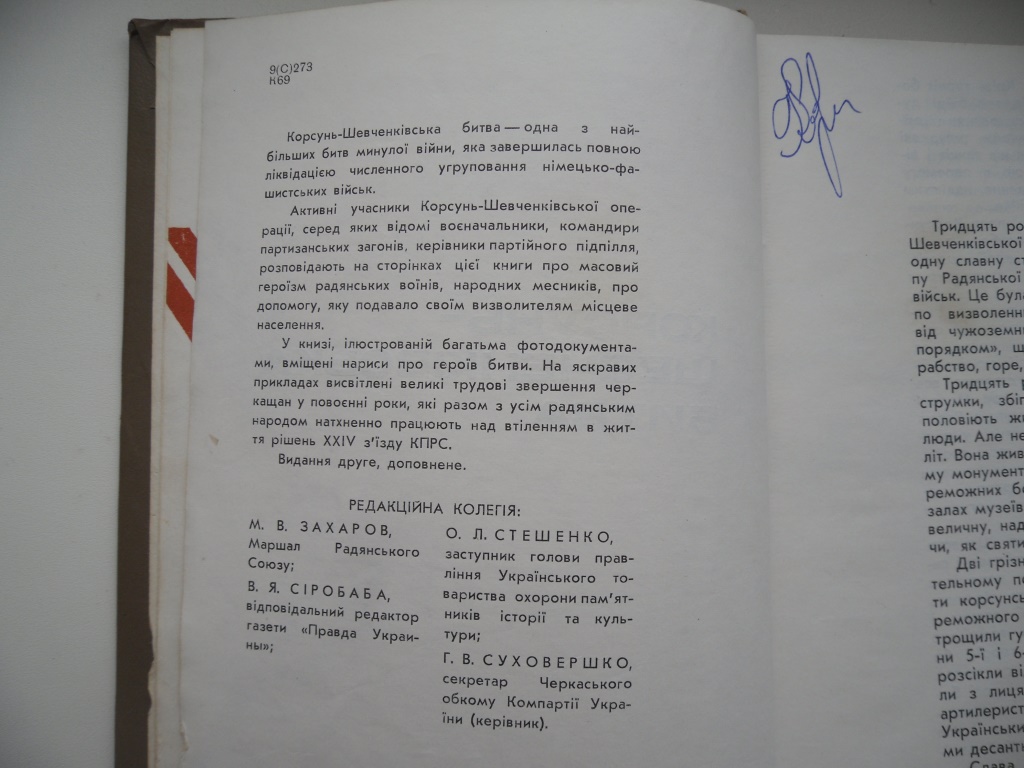 9(С)273
К69
Корсунь-Шевченківська битва — одна з най-
більших битв минулої війни, яка завершилась повною
ліквідацією численного угруповання німецько-фа-
шистських військ.
Активні учасники Корсунь-Шевченківської опе-
рації, серед яких відомі воєначальники, командири
партизанських загонів, керівники партійного підпілля,
розповідають на сторінках цієї книги про масовий
героїзм радянських воїнів, народних месників, про
допомогу, яку подавало своїм визволителям місцеве
населення.
У книзі, ілюстрованій багатьма фотодокумента-
ми, вміщені нариси про героїв битви. На яскравих
прикладах висвітлені великі трудові звершення чер-
кащан у повоєнні роки, які разом з усім радянським
народом натхненно працюють над втіленням в жит-
тя рішень XXIV з'їзду КПРС.
Видання друге, доповнене.
РЕДАКЦІЙНА КОЛЕГІЯ:
М. В. ЗАХАРОВ,
Маршал Радянського
Союзу;
В. Я. СІРОБАБА,
відповідальний редактор
газети «Правда Украи-
ны»;
О. Л. СТЕШЕНКО,
заступник голови прав-
ління Українського то-
вариства охорони пам'ят-
ників історії та куль-
тури;
Г. В. СУХОВЕРШКО,
секретар Черкаського
обкому Компартії Укра-
їни (керівник).
Тридцять ро
Шевченківської
одну славну ст
пу Радянської
військ. Це бул
по визволенн
від чужоземн
порядком», щ
рабство, горе,
Тридцять р
струмки, збіг
половіють жи
люди. Але не
літ. Вона жив
му монумент
реможних бе
залах музеїв
величну, над
чи, як святи
Дві грізн
тельному по
ти корсунсь
реможного
трощили гу
ни 5-ї і 6-
розсікли ві
ли з лиця
артилерист
Українськи
ми десант
Слава